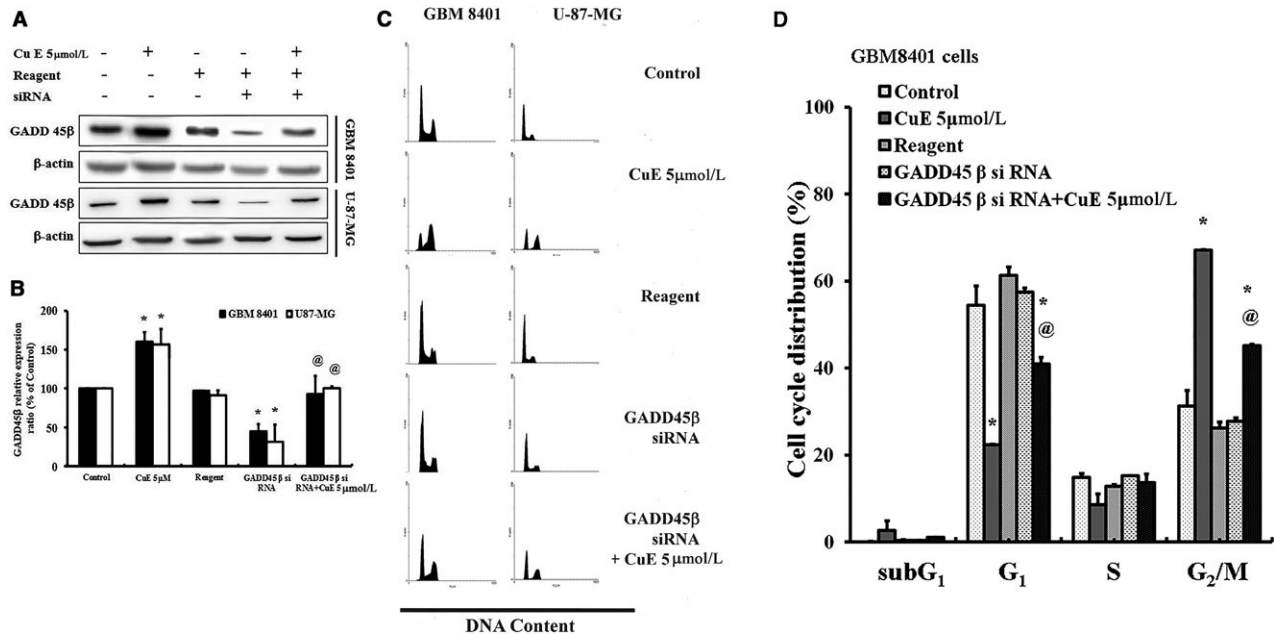 A
Cu E 5μmol/L - + - - +
Reagent - - + + +
siRNA - - - + +
GADD 45β
β-actin
GBM 8401
GADD 45β
β-actin
U-87-MG
B
GADD45β relative expression
ratio (% of Control)
200
150
100
50
0
GBM 8401
U87-MG
* *
* *
@ @
Control
CuE 5μM
Reagent
GADD45 β si
RNA
GADD45 β si
RNA+CuE 5μmol/L
C
GBM 8401 U-87-MG
Control
CuE 5μmol/L
Reagent
GADD45β
siRNA
GADD45β
siRNA
+ CuE 5μmol/L
DNA Content
D
GBM8401 cells
Control
CuE 5μmol/L
Reagent
GADD45 β si RNA
GADD45 β si RNA+CuE 5μmol/L
Cell cycle distribution (%)
100
80
60
40
20
0
*
*
@
*
*
@
subG1 G1 S G2/M